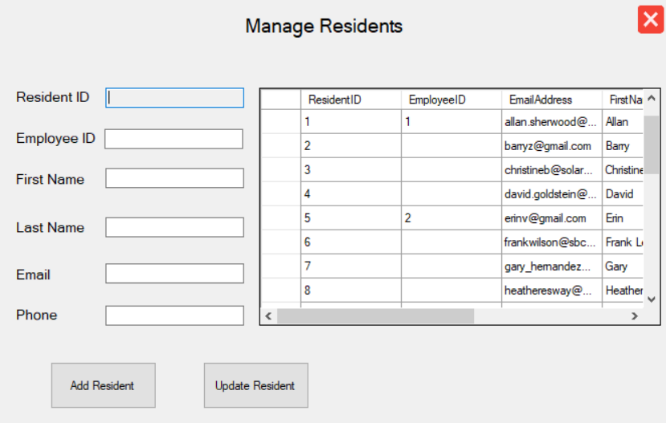 Manage Residents
Resident ID
Employee ID
First Name
Last Name
Email
Phone
ResidentID EmployeeID EmailAddress FirstNa
1 1 allan.sherwood@... Allan
2 barryz@gmail.com Barry
3 christineb@solar... Christine
4 david.goldstein@... David
5 2 erinv@gmail.com Erin
6 frankwilson@sbc... Frank Le
7 gary_hernandez... Gary
8 heatheresway@... Heather
Add Resident Update Resident